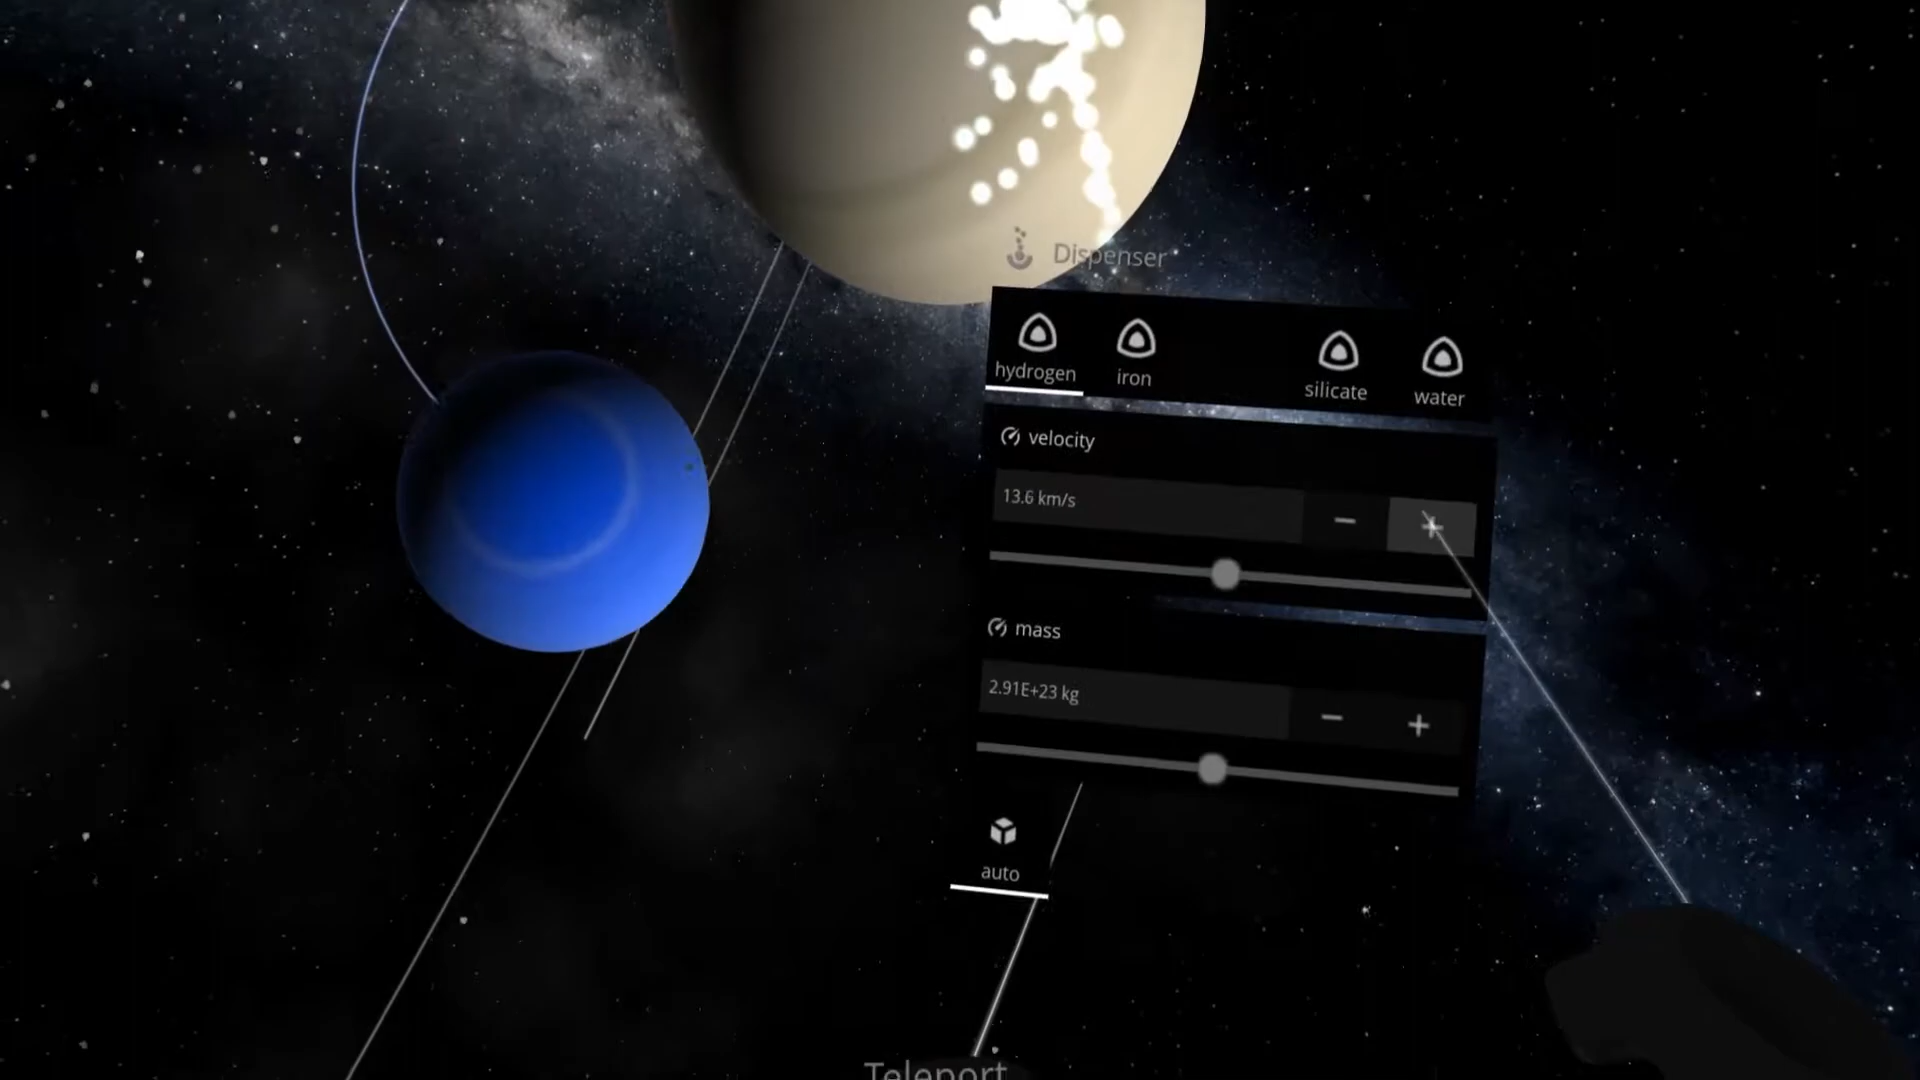 Dispenser
hydrogen
iron
silicate
water
velocity
13.6 km/s
− +
mass
2.91E+23 kg
− +
auto
Teleport